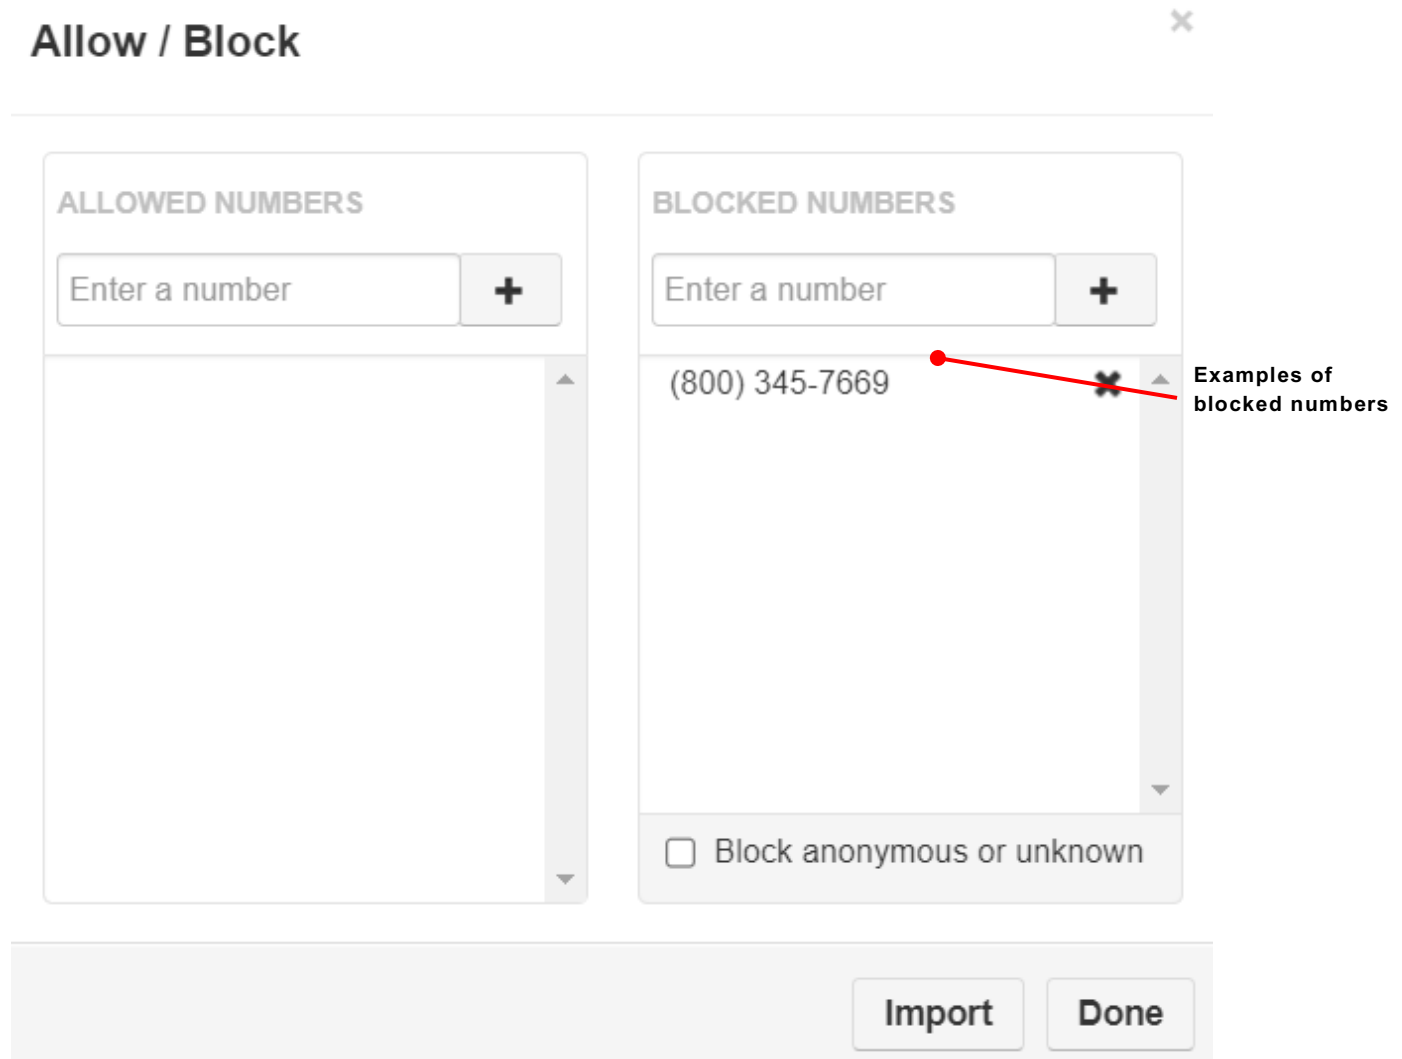 Allow / Block
ALLOWED NUMBERS
Enter a number
BLOCKED NUMBERS
Enter a number
(800) 345-7669
Examples of
blocked numbers
Block anonymous or unknown
Import
Done